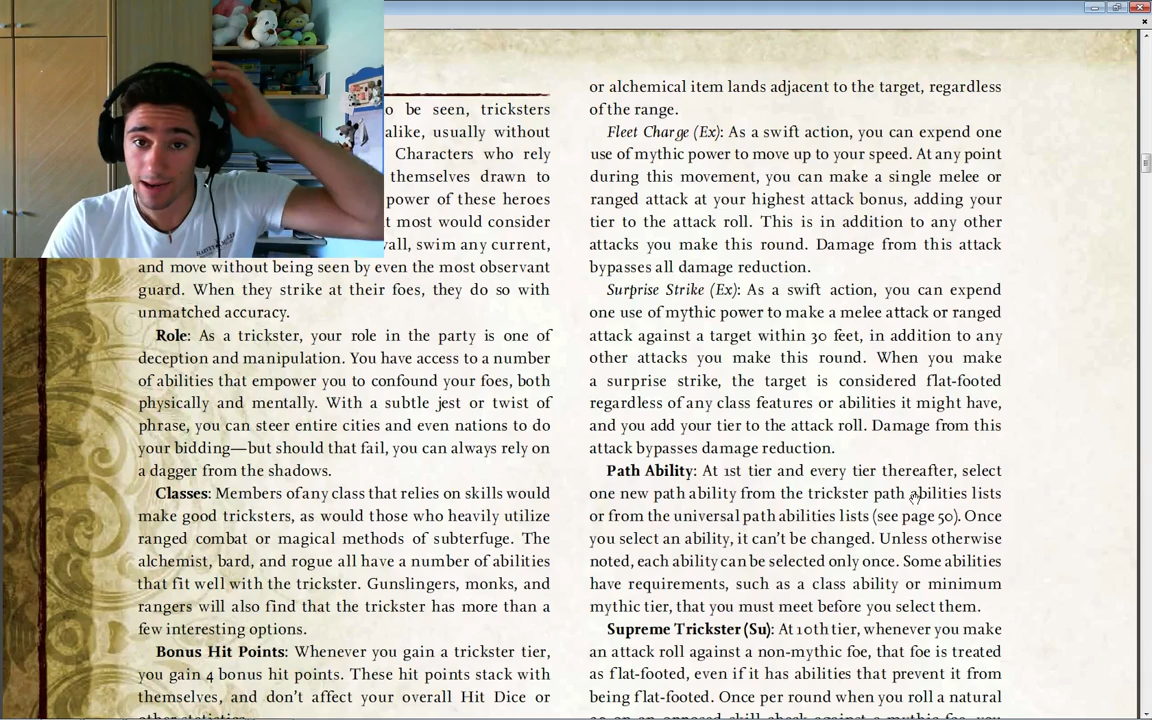 o be seen, tricksters
alike, usually without
Characters who rely
themselves drawn to
power of these heroes
t most would consider
wall, swim any current,
and move without being seen by even the most observant
guard. When they strike at their foes, they do so with
unmatched accuracy.
Role: As a trickster, your role in the party is one of
deception and manipulation. You have access to a number
of abilities that empower you to confound your foes, both
physically and mentally. With a subtle jest or twist of
phrase, you can steer entire cities and even nations to do
your bidding—but should that fail, you can always rely on
a dagger from the shadows.
Classes: Members of any class that relies on skills would
make good tricksters, as would those who heavily utilize
ranged combat or magical methods of subterfuge. The
alchemist, bard, and rogue all have a number of abilities
that fit well with the trickster. Gunslingers, monks, and
rangers will also find that the trickster has more than a
few interesting options.
Bonus Hit Points: Whenever you gain a trickster tier,
you gain 4 bonus hit points. These hit points stack with
themselves, and don't affect your overall Hit Dice or
other statistics.
or alchemical item lands adjacent to the target, regardless
of the range.
Fleet Charge (Ex): As a swift action, you can expend one
use of mythic power to move up to your speed. At any point
during this movement, you can make a single melee or
ranged attack at your highest attack bonus, adding your
tier to the attack roll. This is in addition to any other
attacks you make this round. Damage from this attack
bypasses all damage reduction.
Surprise Strike (Ex): As a swift action, you can expend
one use of mythic power to make a melee attack or ranged
attack against a target within 30 feet, in addition to any
other attacks you make this round. When you make
a surprise strike, the target is considered flat-footed
regardless of any class features or abilities it might have,
and you add your tier to the attack roll. Damage from this
attack bypasses damage reduction.
Path Ability: At 1st tier and every tier thereafter, select
one new path ability from the trickster path abilities lists
or from the universal path abilities lists (see page 50). Once
you select an ability, it can't be changed. Unless otherwise
noted, each ability can be selected only once. Some abilities
have requirements, such as a class ability or minimum
mythic tier, that you must meet before you select them.
Supreme Trickster (Su): At 10th tier, whenever you make
an attack roll against a non-mythic foe, that foe is treated
as flat-footed, even if it has abilities that prevent it from
being flat-footed. Once per round when you roll a natural
20 on an opposed skill check against a mythic foe, you